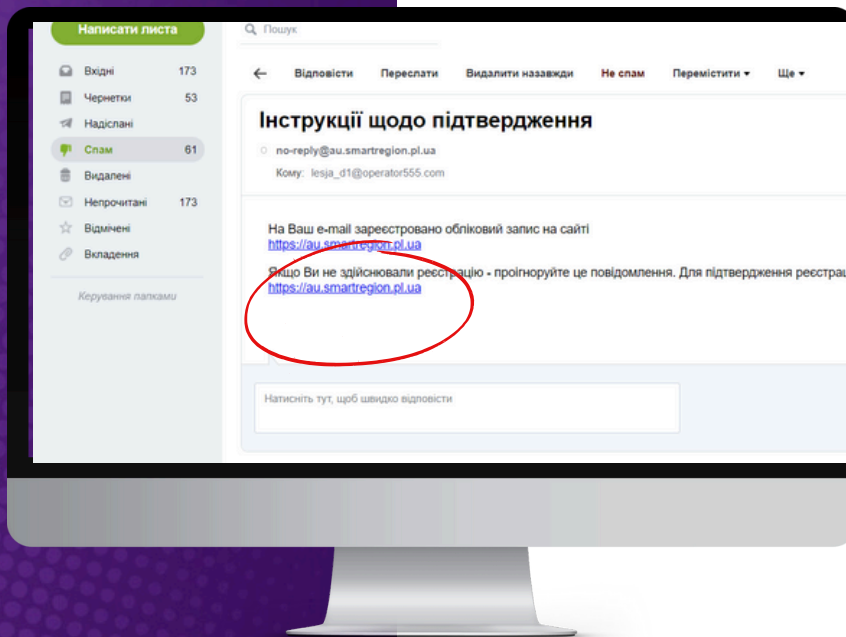 Написати листа
Пошук
Вхідні 173
Чернетки 53
Надіслані
Спам 61
Видалені
Непрочитані 173
Відмічені
Вкладення
Керування папками
Відповісти Переслати Видалити назавжди Не спам Перемістити Ще
Інструкції щодо підтвердження
no-reply@au.smartregion.pl.ua
Кому: lesja_d1@operator555.com
На Ваш e-mail зареєстровано обліковий запис на сайті
https://au.smartregion.pl.ua
Якщо Ви не здійснювали реєстрацію - проігноруйте це повідомлення. Для підтвердження реєстрац
https://au.smartregion.pl.ua
Натисніть тут, щоб швидко відповісти